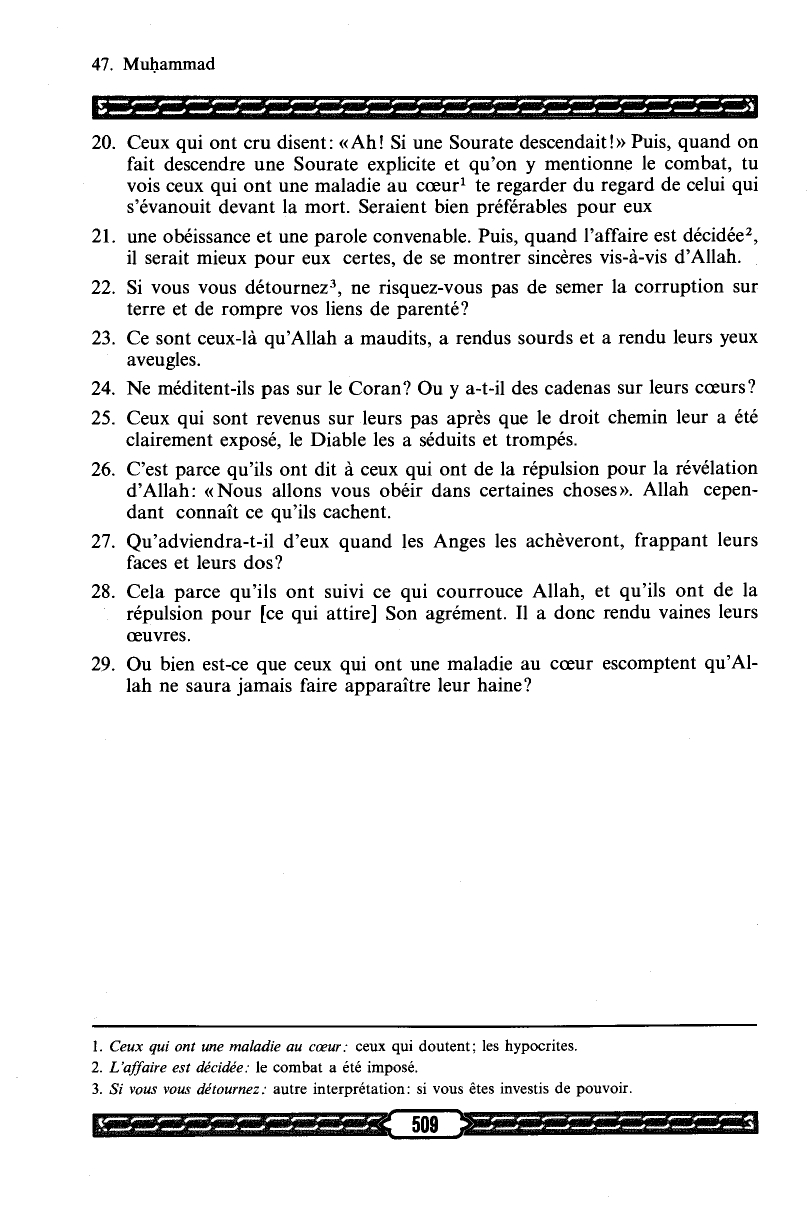 47. Muḥammad
20. Ceux qui ont cru disent: «Ah! Si une Sourate descendait!» Puis, quand on
fait descendre une Sourate explicite et qu'on y mentionne le combat, tu
vois ceux qui ont une maladie au cœur¹ te regarder du regard de celui qui
s'évanouit devant la mort. Seraient bien préférables pour eux
21. une obéissance et une parole convenable. Puis, quand l'affaire est décidée²,
il serait mieux pour eux certes, de se montrer sincères vis-à-vis d'Allah.
22. Si vous vous détournez³, ne risquez-vous pas de semer la corruption sur
terre et de rompre vos liens de parenté?
23. Ce sont ceux-là qu'Allah a maudits, a rendus sourds et a rendu leurs yeux
aveugles.
24. Ne méditent-ils pas sur le Coran? Ou y a-t-il des cadenas sur leurs cœurs?
25. Ceux qui sont revenus sur leurs pas après que le droit chemin leur a été
clairement exposé, le Diable les a séduits et trompés.
26. C'est parce qu'ils ont dit à ceux qui ont de la répulsion pour la révélation
d'Allah: «Nous allons vous obéir dans certaines choses». Allah cepen-
dant connaît ce qu'ils cachent.
27. Qu'adviendra-t-il d'eux quand les Anges les achèveront, frappant leurs
faces et leurs dos?
28. Cela parce qu'ils ont suivi ce qui courrouce Allah, et qu'ils ont de la
répulsion pour [ce qui attire] Son agrément. Il a donc rendu vaines leurs
œuvres.
29. Ou bien est-ce que ceux qui ont une maladie au cœur escomptent qu'Al-
lah ne saura jamais faire apparaître leur haine?
1. Ceux qui ont une maladie au cœur: ceux qui doutent; les hypocrites.
2. L'affaire est décidée: le combat a été imposé.
3. Si vous vous détournez: autre interprétation: si vous êtes investis de pouvoir.
509